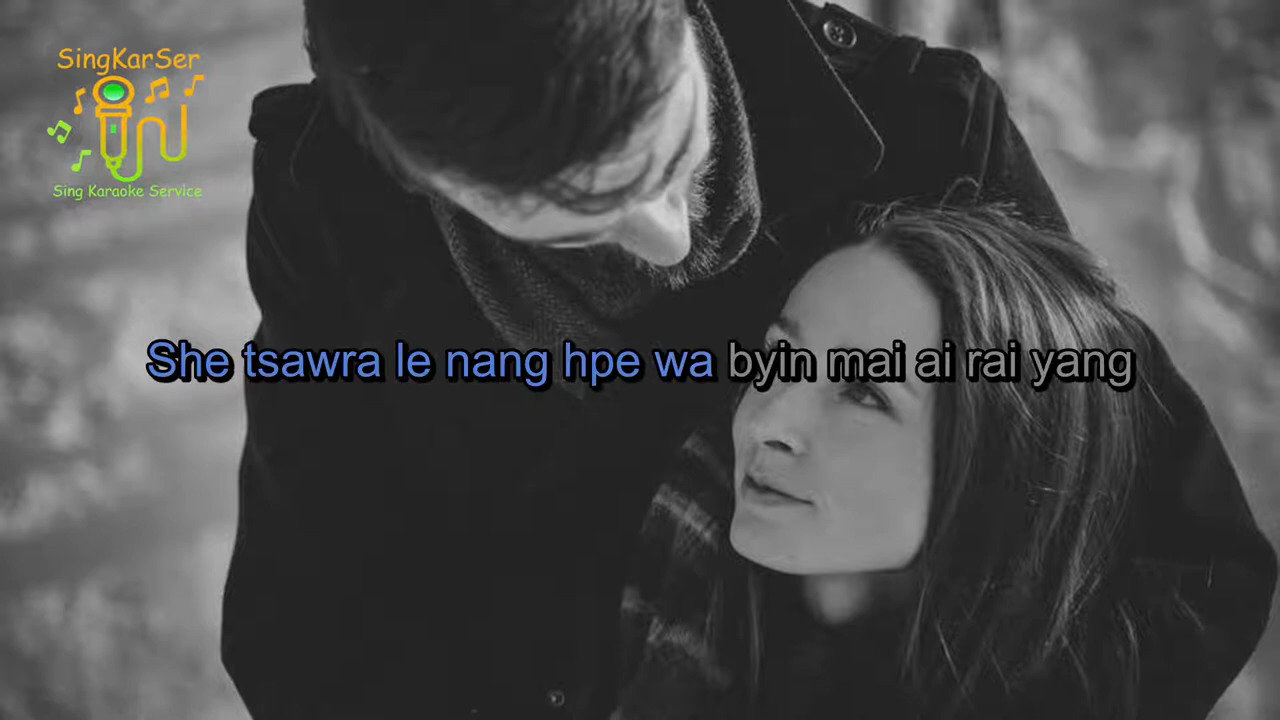 SingKarSer
Sing Karaoke Service
She tsawra le nang hpe wa byin mai ai rai yang